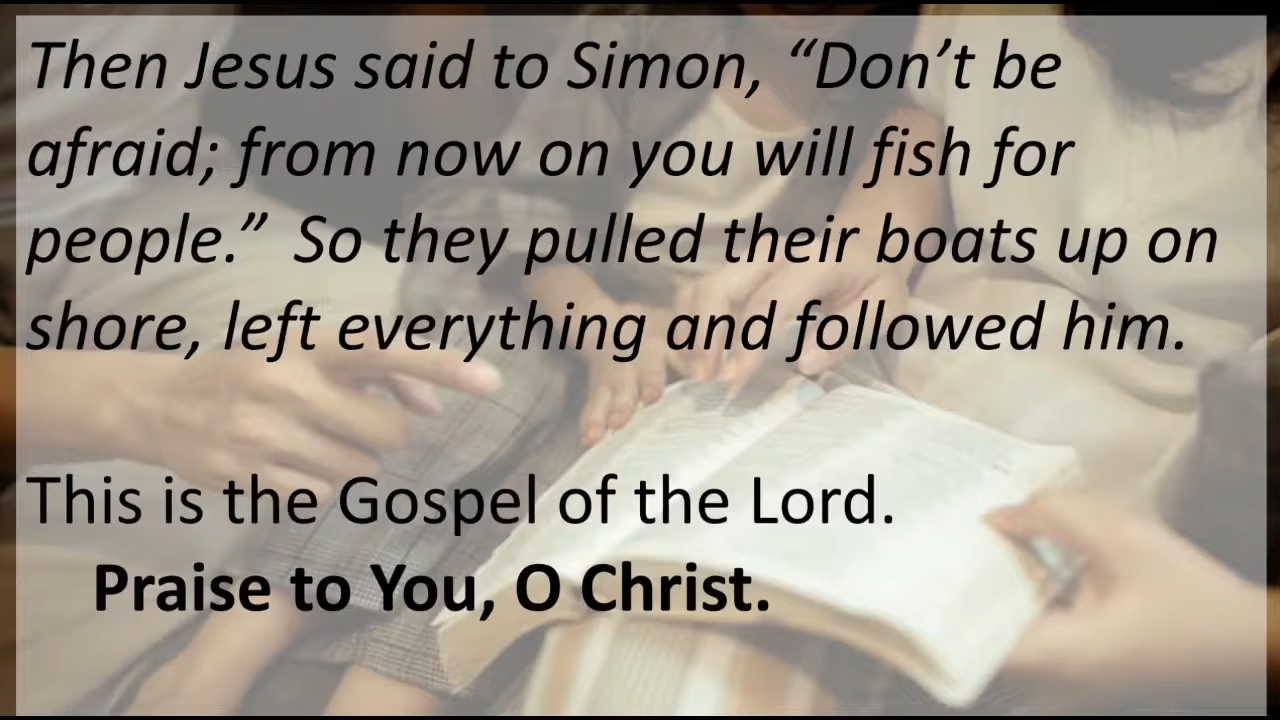 Then Jesus said to Simon, “Don’t be
afraid; from now on you will fish for
people.”  So they pulled their boats up on
shore, left everything and followed him.
This is the Gospel of the Lord.
Praise to You, O Christ.